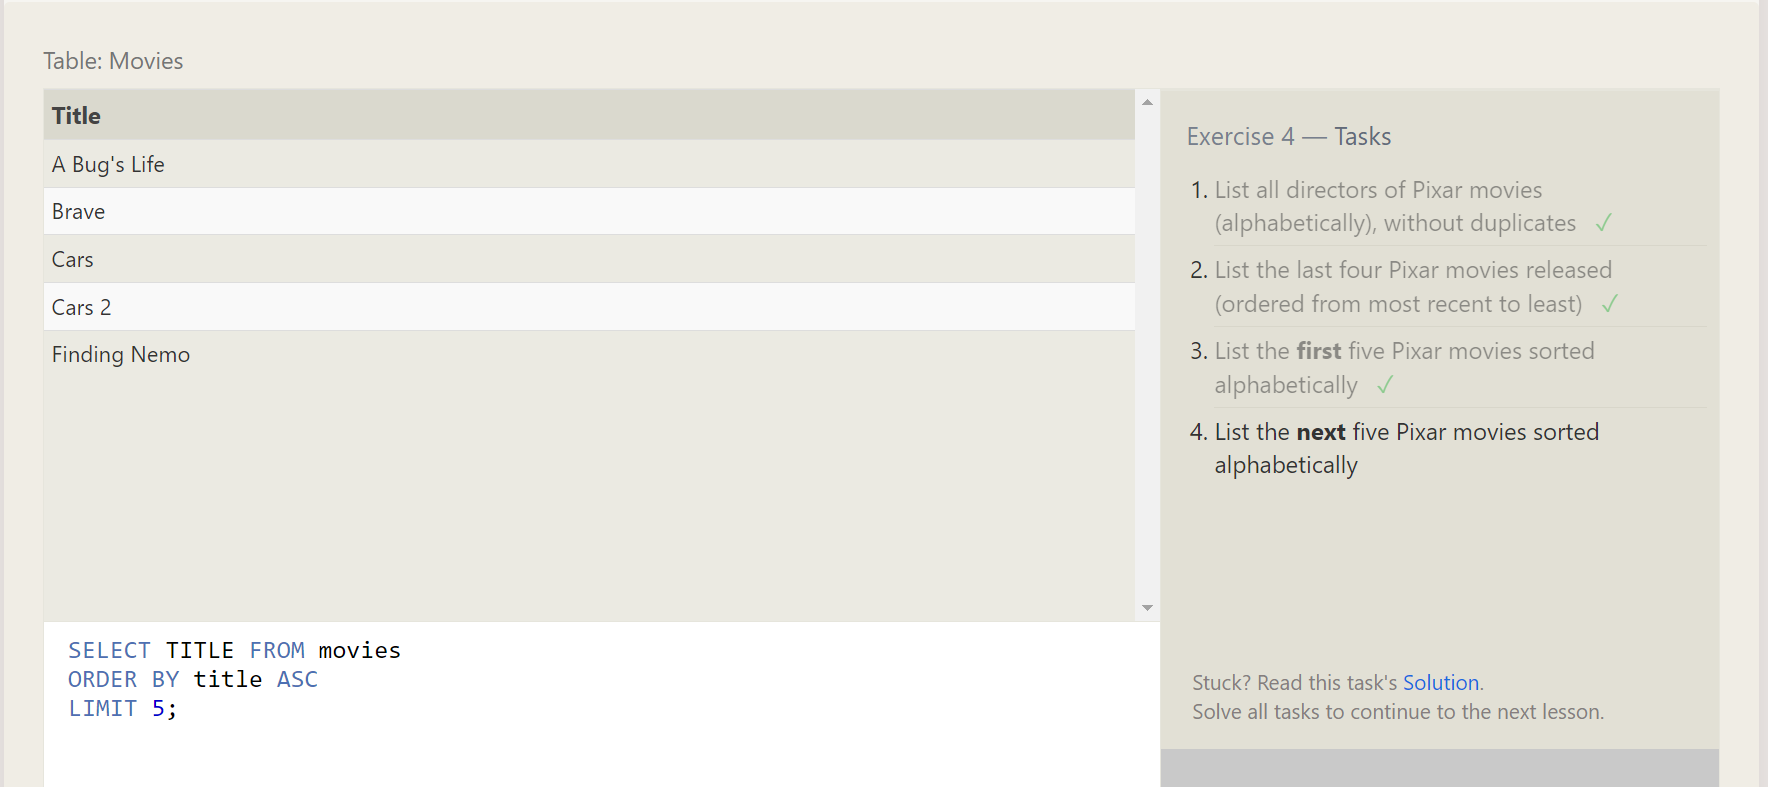 Table: Movies
Title
A Bug's Life
Brave
Cars
Cars 2
Finding Nemo
SELECT TITLE FROM movies
ORDER BY title ASC
LIMIT 5;
Exercise 4 — Tasks
1. List all directors of Pixar movies
(alphabetically), without duplicates ✓
2. List the last four Pixar movies released
(ordered from most recent to least) ✓
3. List the first five Pixar movies sorted
alphabetically ✓
4. List the next five Pixar movies sorted
alphabetically
Stuck? Read this task's Solution.
Solve all tasks to continue to the next lesson.